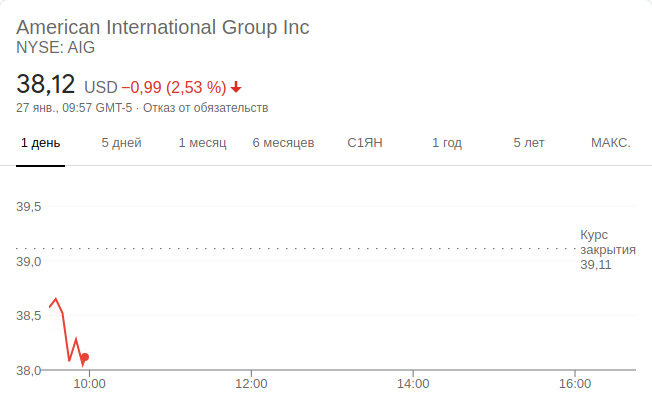 American International Group Inc
NYSE: AIG
38,12 USD −0,99 (2,53 %)
27 янв., 09:57 GMT-5 · Отказ от обязательств
1 день 5 дней 1 месяц 6 месяцев С1ЯН 1 год 5 лет МАКС.
39,5
Курс
закрытия
39,11
39,0
38,5
38,0
10:00 12:00 14:00 16:00